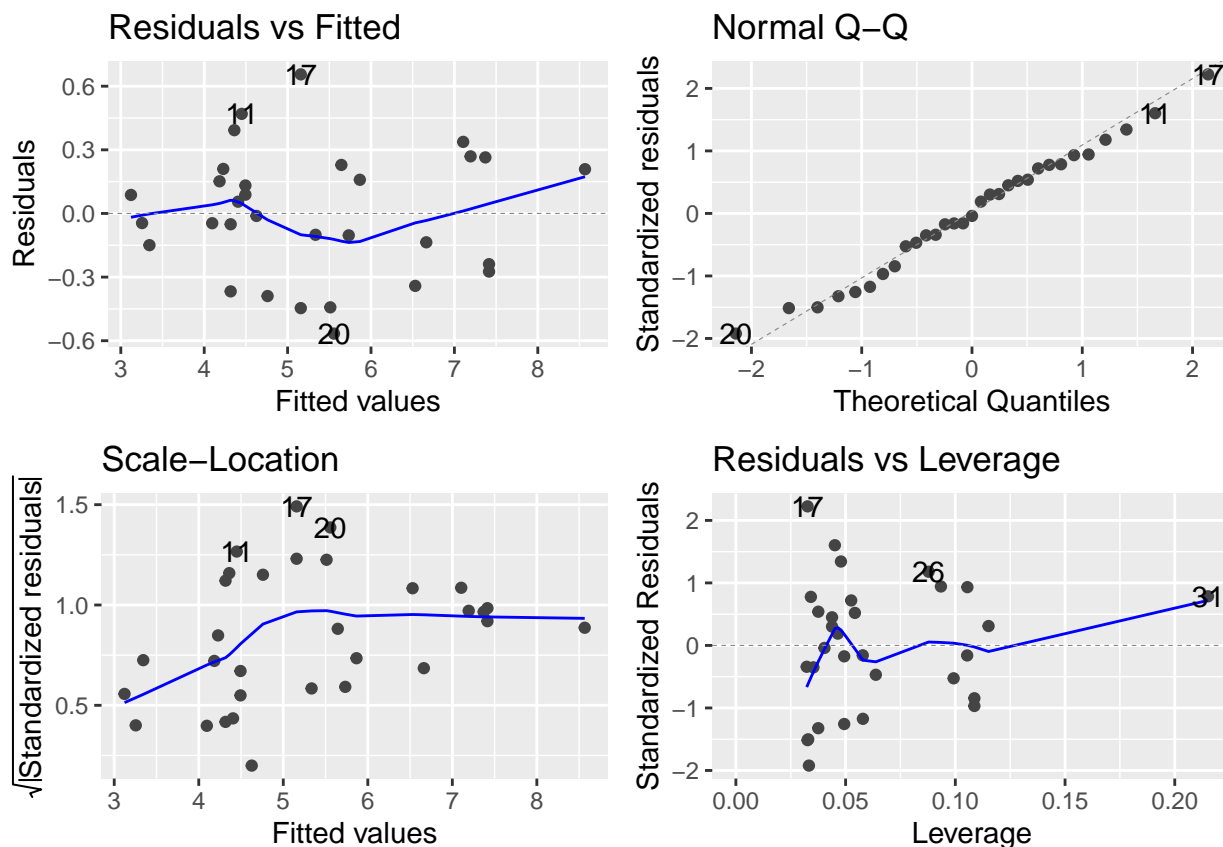 Residuals vs Fitted
Residuals
0.6
0.3
0.0
−0.3
−0.6
17
11
20
3 4 5 6 7 8
Fitted values
Normal Q−Q
Standardized residuals
2
1
0
−1
−2
17
11
20
−2 −1 0 1 2
Theoretical Quantiles
Scale−Location
√|Standardized residuals|
1.5
1.0
0.5
17
20
11
3 4 5 6 7 8
Fitted values
Residuals vs Leverage
Standardized Residuals
2
1
0
−1
−2
17
26
31
0.00 0.05 0.10 0.15 0.20
Leverage